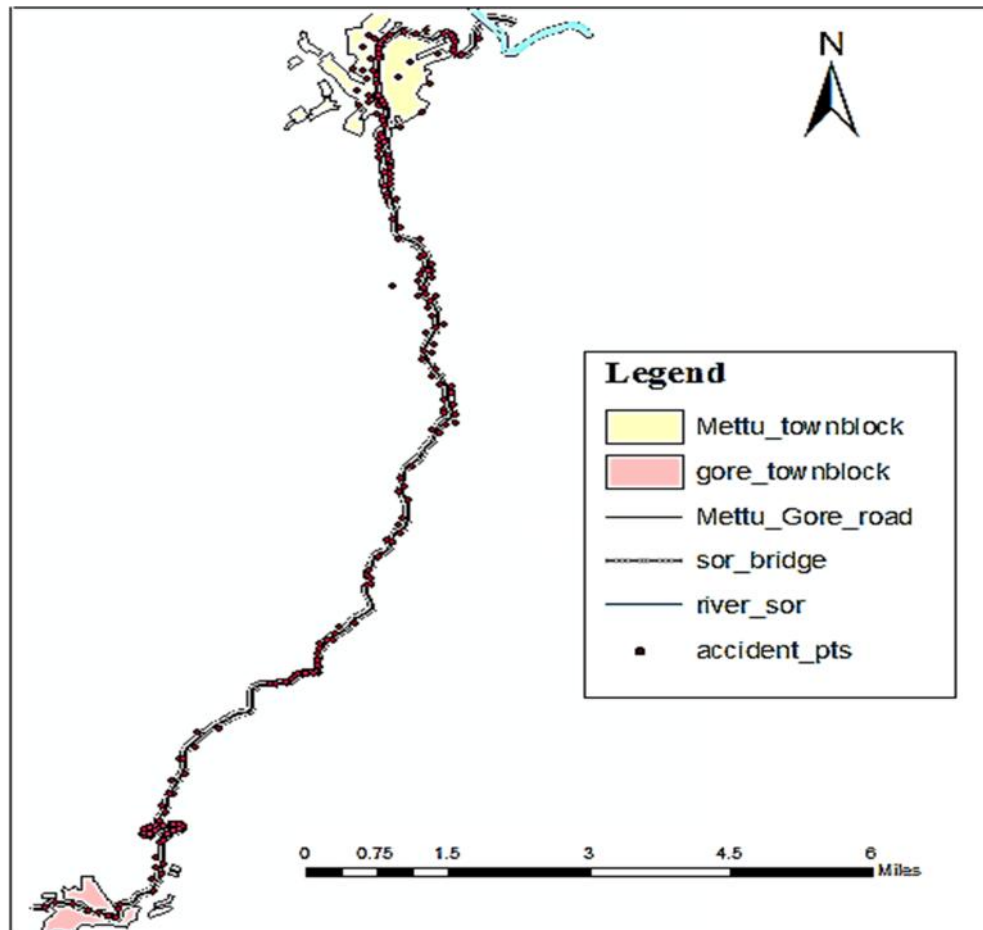 N
Legend
Mettu_townblock
gore_townblock
Mettu_Gore_road
sor_bridge
river_sor
accident_pts
0 0.75 1.5 3 4.5 6
Miles